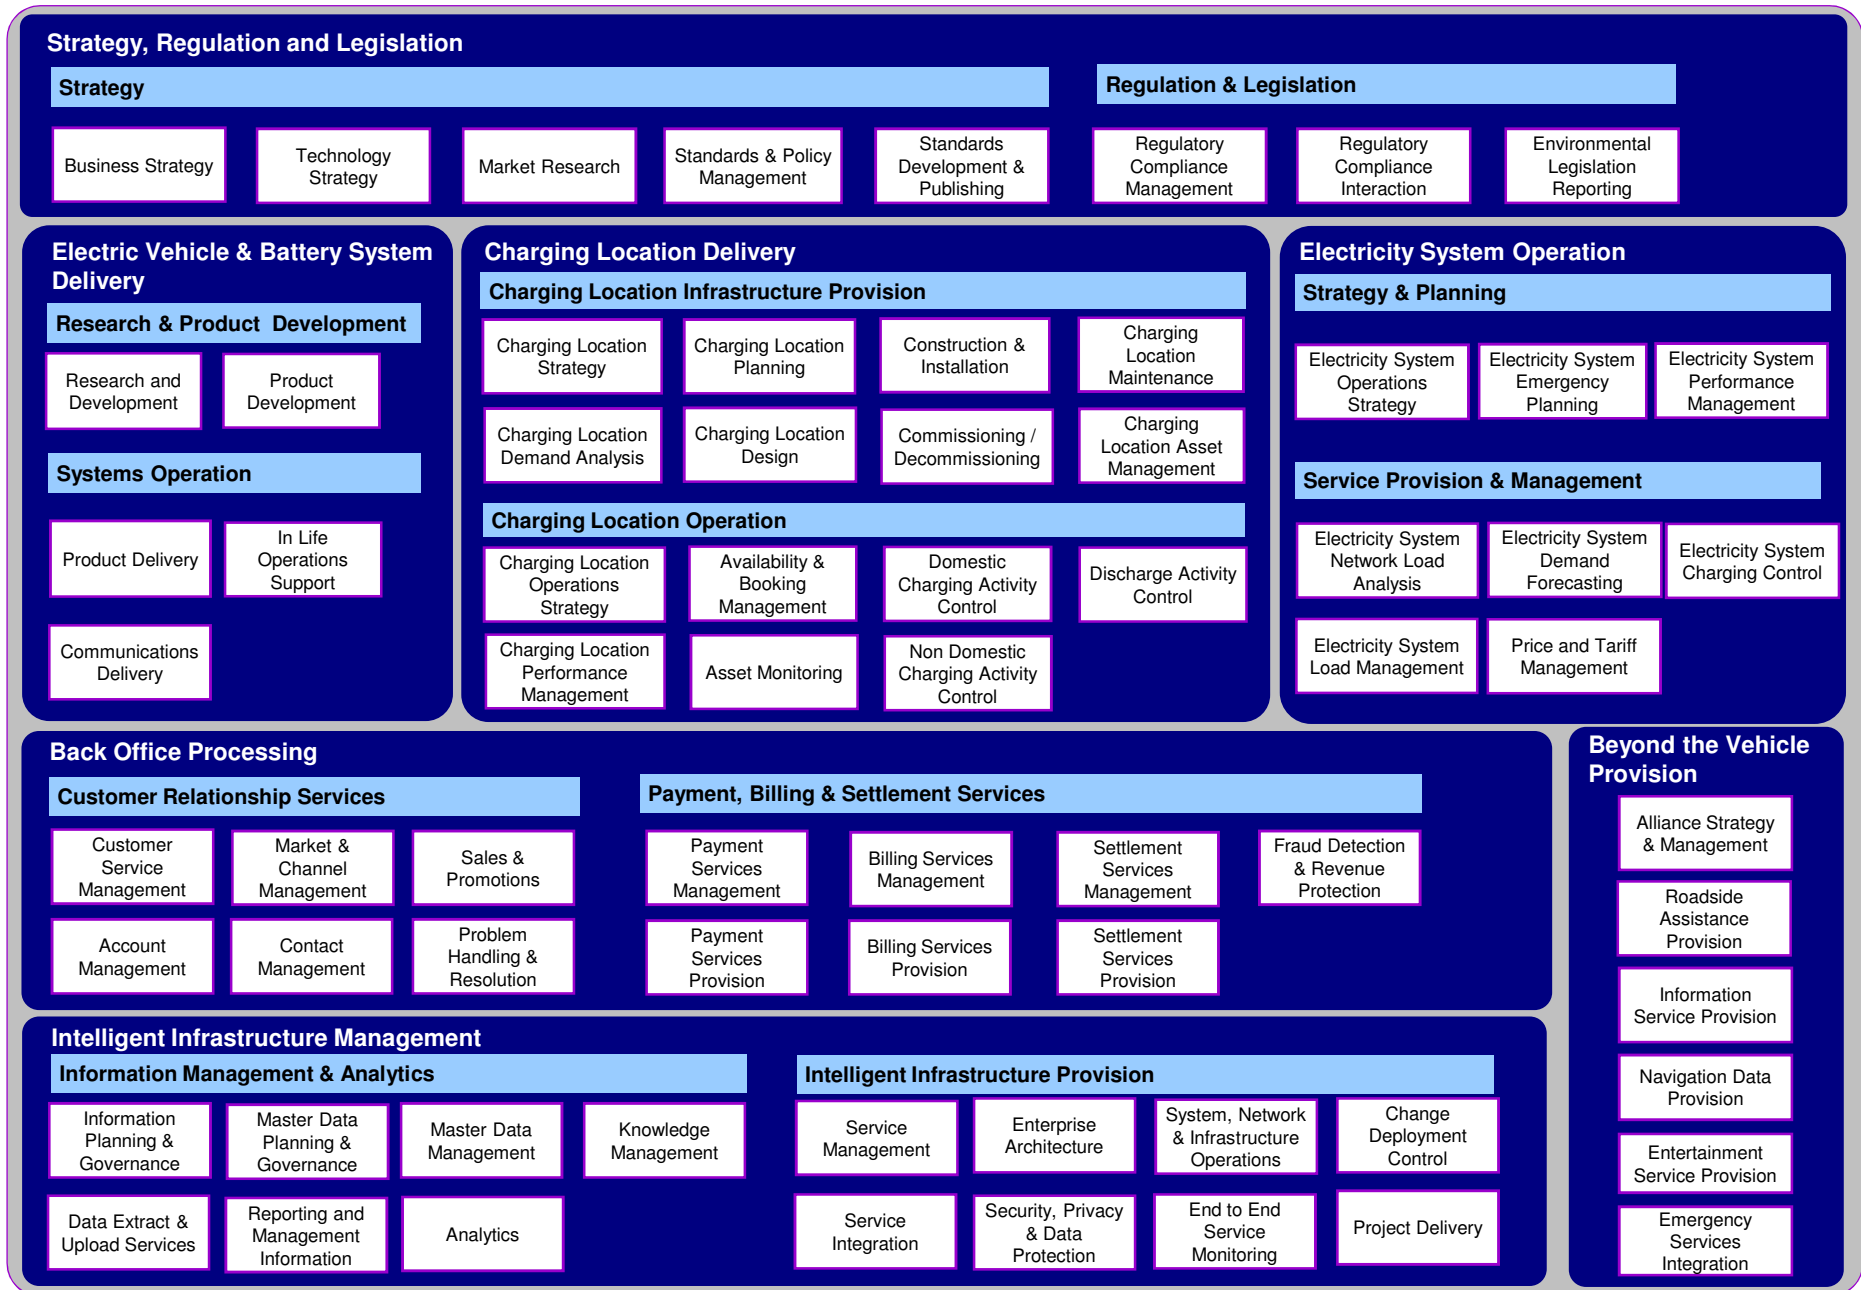 Strategy, Regulation and Legislation
Strategy
Business Strategy
Technology
Strategy
Market Research
Standards & Policy
Management
Standards
Development &
Publishing
Regulation & Legislation
Regulatory
Compliance
Management
Regulatory
Compliance
Interaction
Environmental
Legislation
Reporting
Electric Vehicle & Battery System
Delivery
Research & Product Development
Research and
Development
Product
Development
Systems Operation
Product Delivery
In Life
Operations
Support
Communications
Delivery
Charging Location Delivery
Charging Location Infrastructure Provision
Charging Location
Strategy
Charging Location
Planning
Construction &
Installation
Charging
Location
Maintenance
Charging Location
Demand Analysis
Charging Location
Design
Commissioning /
Decommissioning
Charging
Location Asset
Management
Charging Location Operation
Charging Location
Operations
Strategy
Availability &
Booking
Management
Domestic
Charging Activity
Control
Discharge Activity
Control
Charging Location
Performance
Management
Asset Monitoring
Non Domestic
Charging Activity
Control
Electricity System Operation
Strategy & Planning
Electricity System
Operations
Strategy
Electricity System
Emergency
Planning
Electricity System
Performance
Management
Service Provision & Management
Electricity System
Network Load
Analysis
Electricity System
Demand
Forecasting
Electricity System
Charging Control
Electricity System
Load Management
Price and Tariff
Management
Back Office Processing
Customer Relationship Services
Customer
Service
Management
Market &
Channel
Management
Sales &
Promotions
Account
Management
Contact
Management
Problem
Handling &
Resolution
Payment, Billing & Settlement Services
Payment
Services
Management
Billing Services
Management
Settlement
Services
Management
Fraud Detection
& Revenue
Protection
Payment
Services
Provision
Billing Services
Provision
Settlement
Services
Provision
Beyond the Vehicle
Provision
Alliance Strategy
& Management
Roadside
Assistance
Provision
Information
Service Provision
Navigation Data
Provision
Entertainment
Service Provision
Emergency
Services
Integration
Intelligent Infrastructure Management
Information Management & Analytics
Information
Planning &
Governance
Master Data
Planning &
Governance
Master Data
Management
Knowledge
Management
Data Extract &
Upload Services
Reporting and
Management
Information
Analytics
Intelligent Infrastructure Provision
Service
Management
Enterprise
Architecture
System, Network
& Infrastructure
Operations
Change
Deployment
Control
Service
Integration
Security, Privacy
& Data
Protection
End to End
Service
Monitoring
Project Delivery